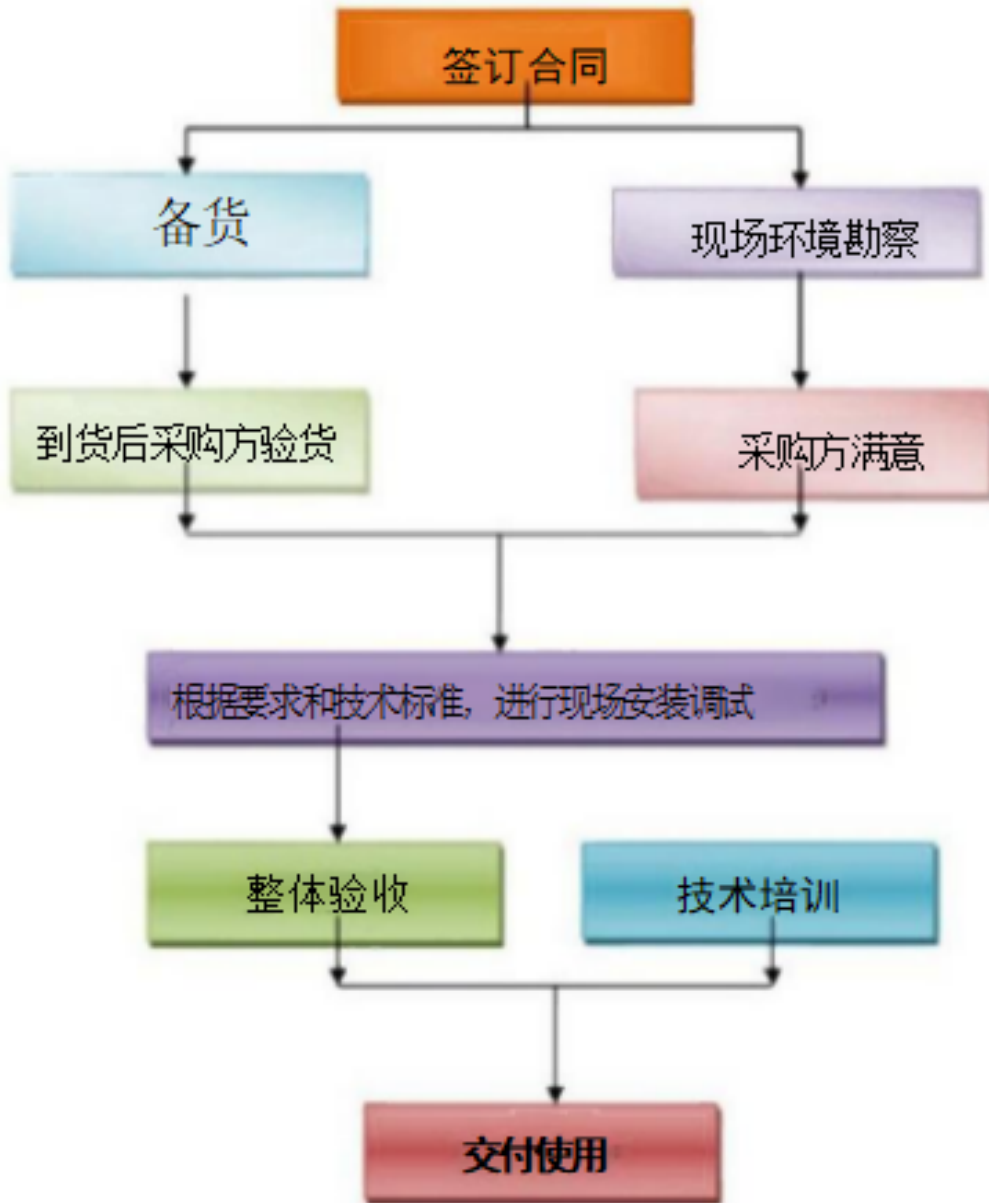 签订合同
备货
现场环境勘察
到货后采购方验货
采购方满意
根据要求和技术标准，进行现场安装调试
整体验收
技术培训
交付使用